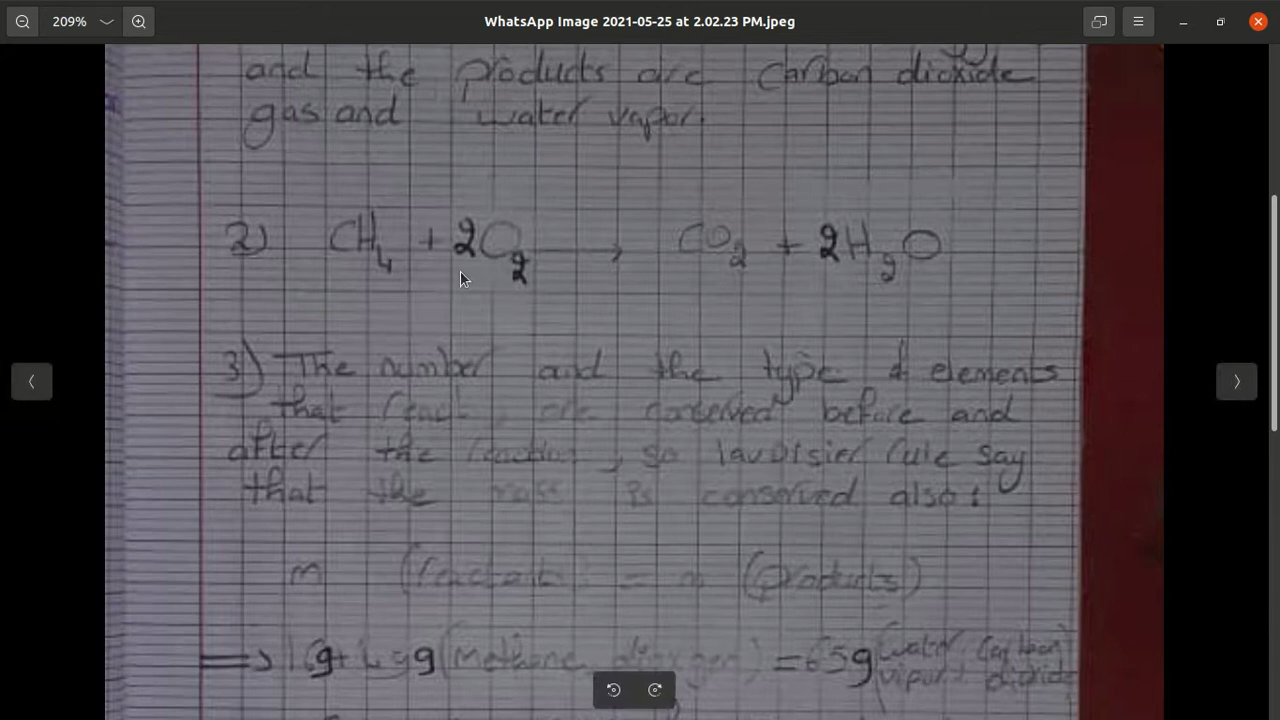 209%
WhatsApp Image 2021-05-25 at 2.02.23 PM.jpeg
and the products are carbon dioxide
gas and water vapor.
2) CH₄ + 2O₂ → CO₂ + 2H₂O
3) The number and the type of elements
that react are conserved before and
after the reaction, so lavoisier rule say
that the mass is conserved also:
m (reactants) = m (products)
=> 16g + 49g (Methane, dioxygen) = 65g (water carbon
vapor dioxide